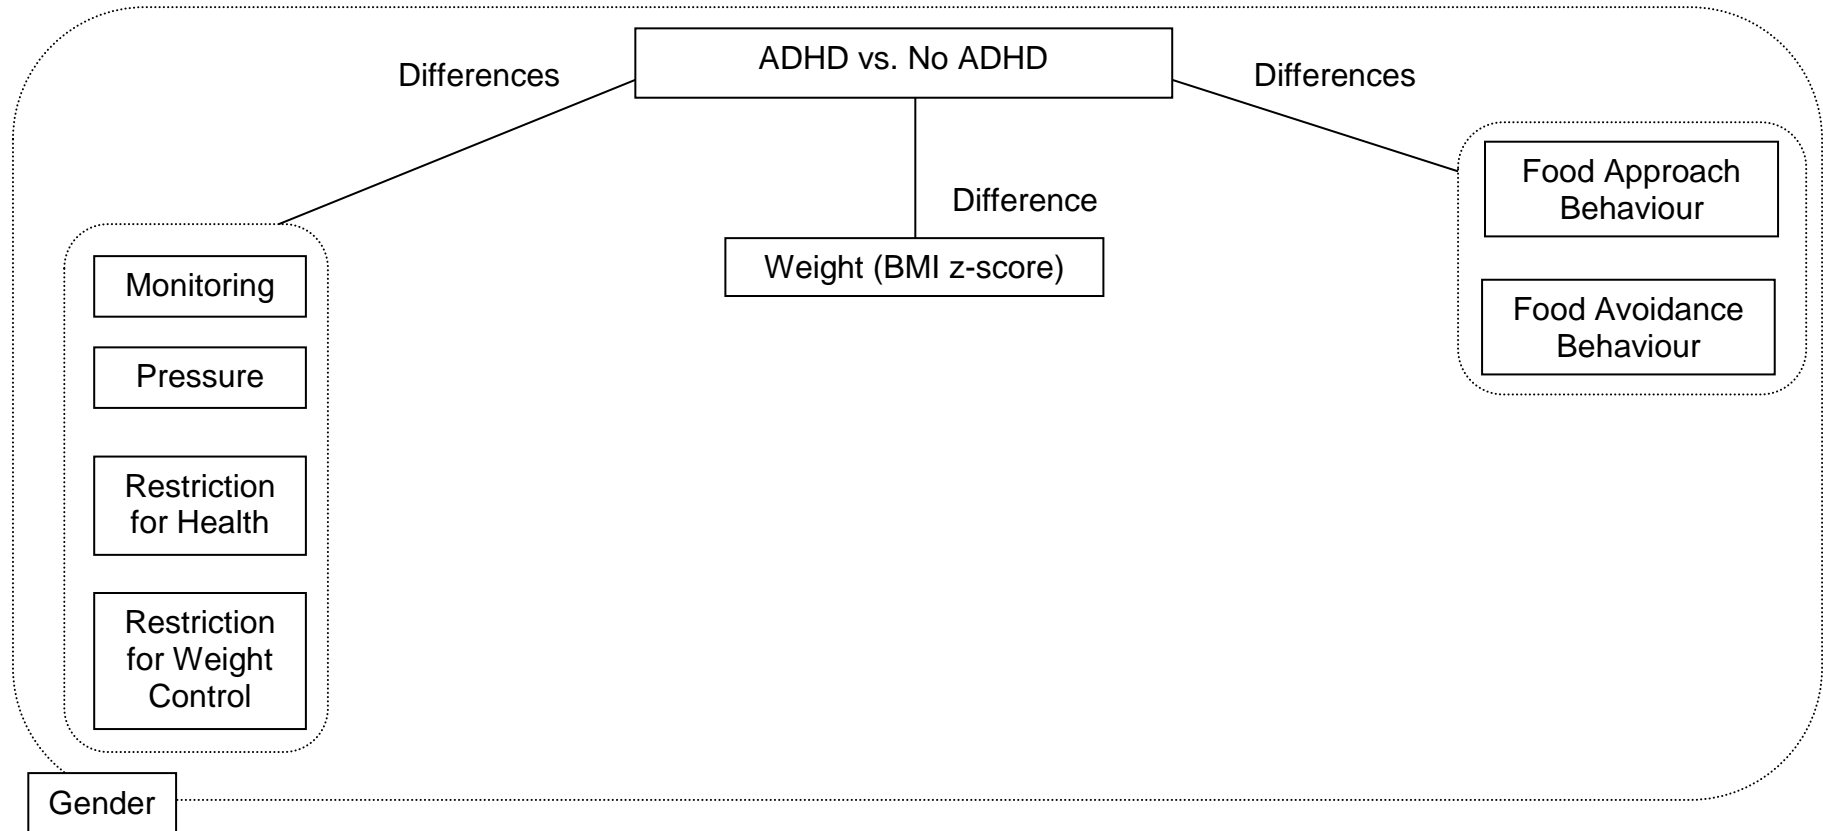 ADHD vs. No ADHD
Differences
Differences
Difference
Weight (BMI z-score)
Monitoring
Pressure
Restriction
for Health
Restriction
for Weight
Control
Food Approach
Behaviour
Food Avoidance
Behaviour
Gender